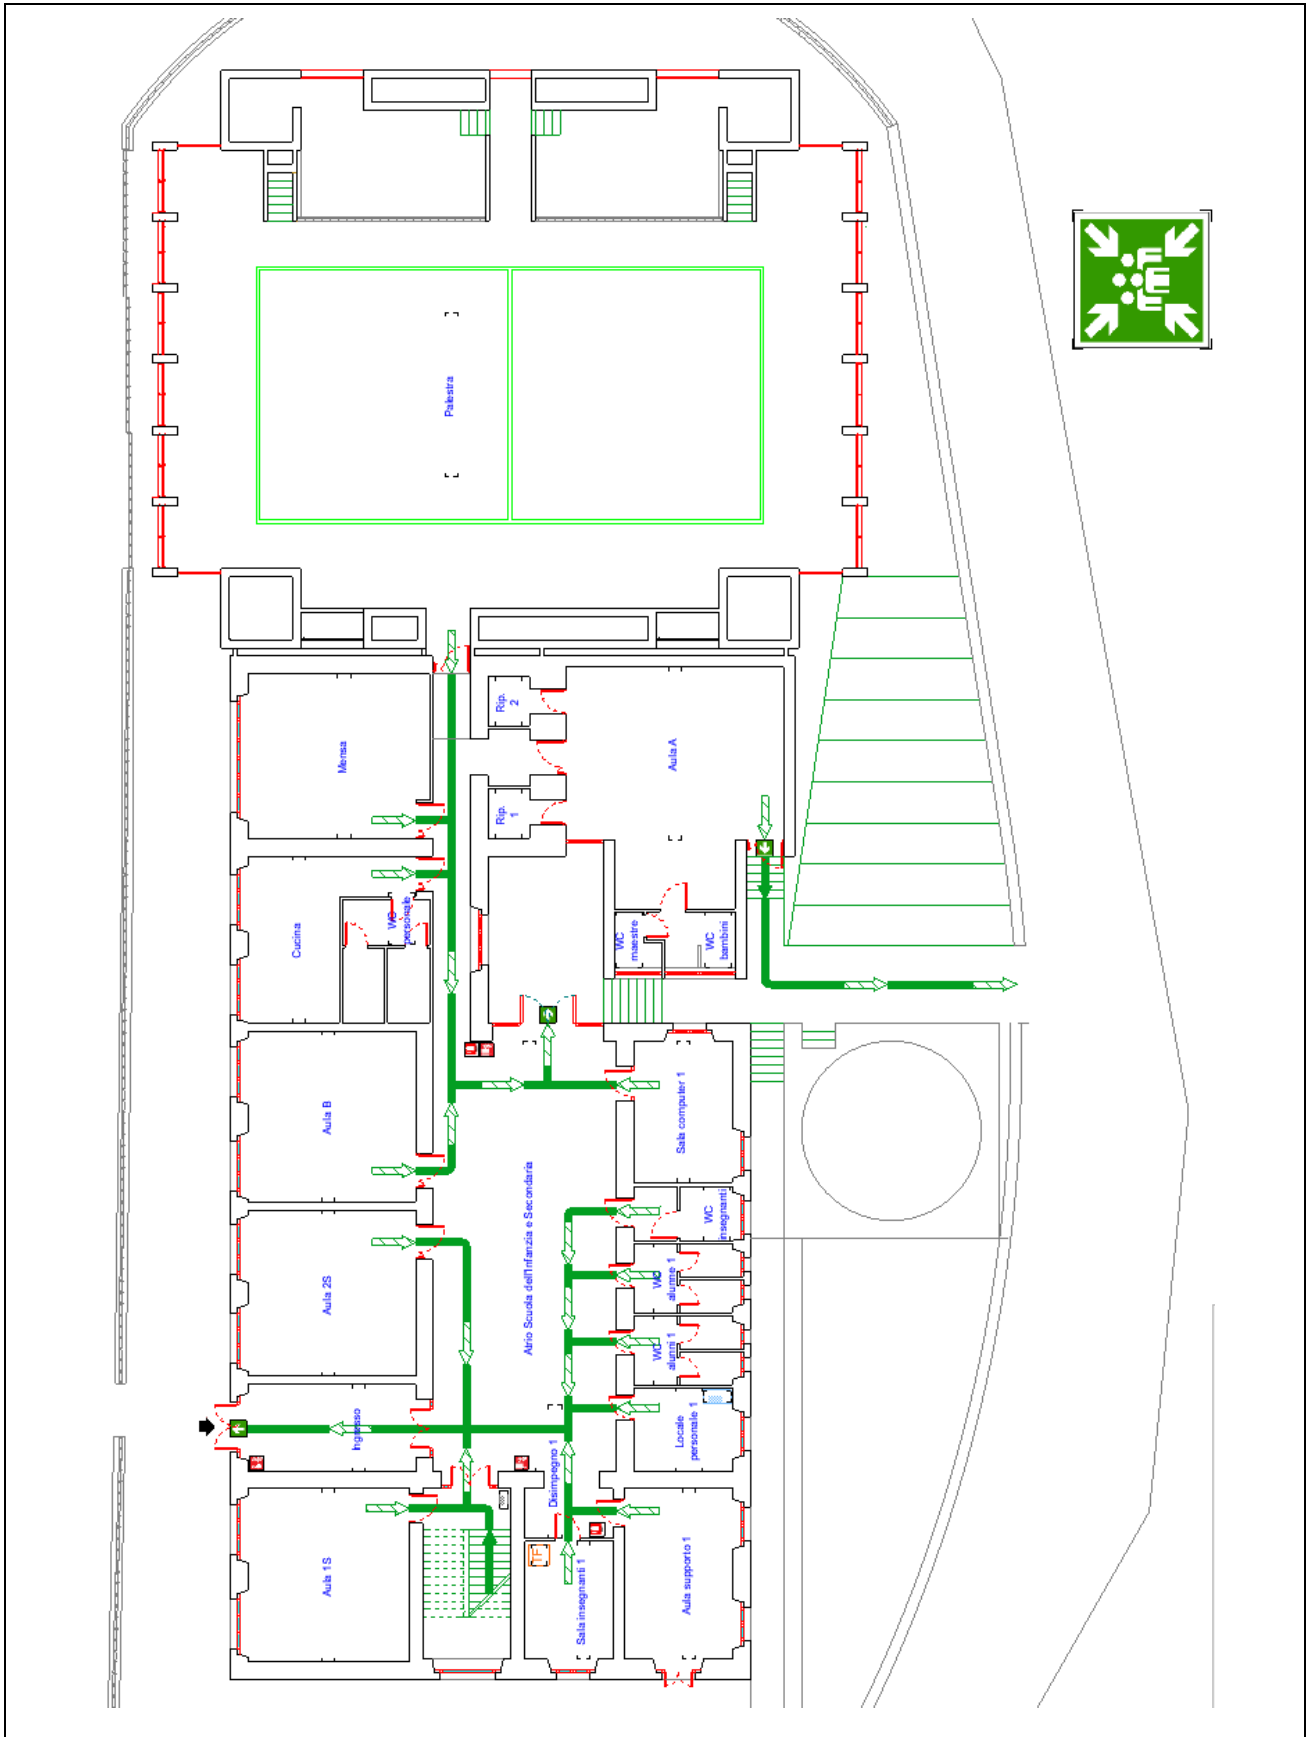 Palestra
Mensa
Rip.
2
Rip.
1
Aula A
Cucina
WC
personale
WC
maestre
WC
bambini
Aula B
Sala computer 1
Atrio Scuola dell'Infanzia e Secondaria
WC
insegnanti
Aula 2S
WC
alunne 1
WC
alunni 1
Ingresso
Locale
personale 1
Disimpegno 1
Aula 1S
TF
Sala insegnanti 1
Aula supporto 1